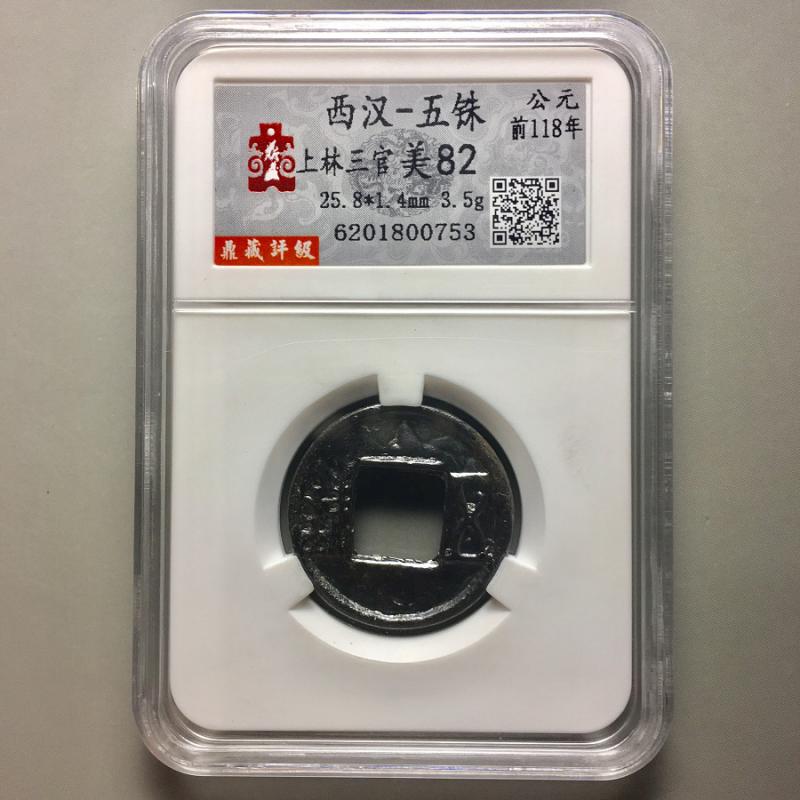 西汉-五铢
公元
前118年
上林三官 美82
25.8*1.4mm 3.5g
6201800753
鼎藏評級
五